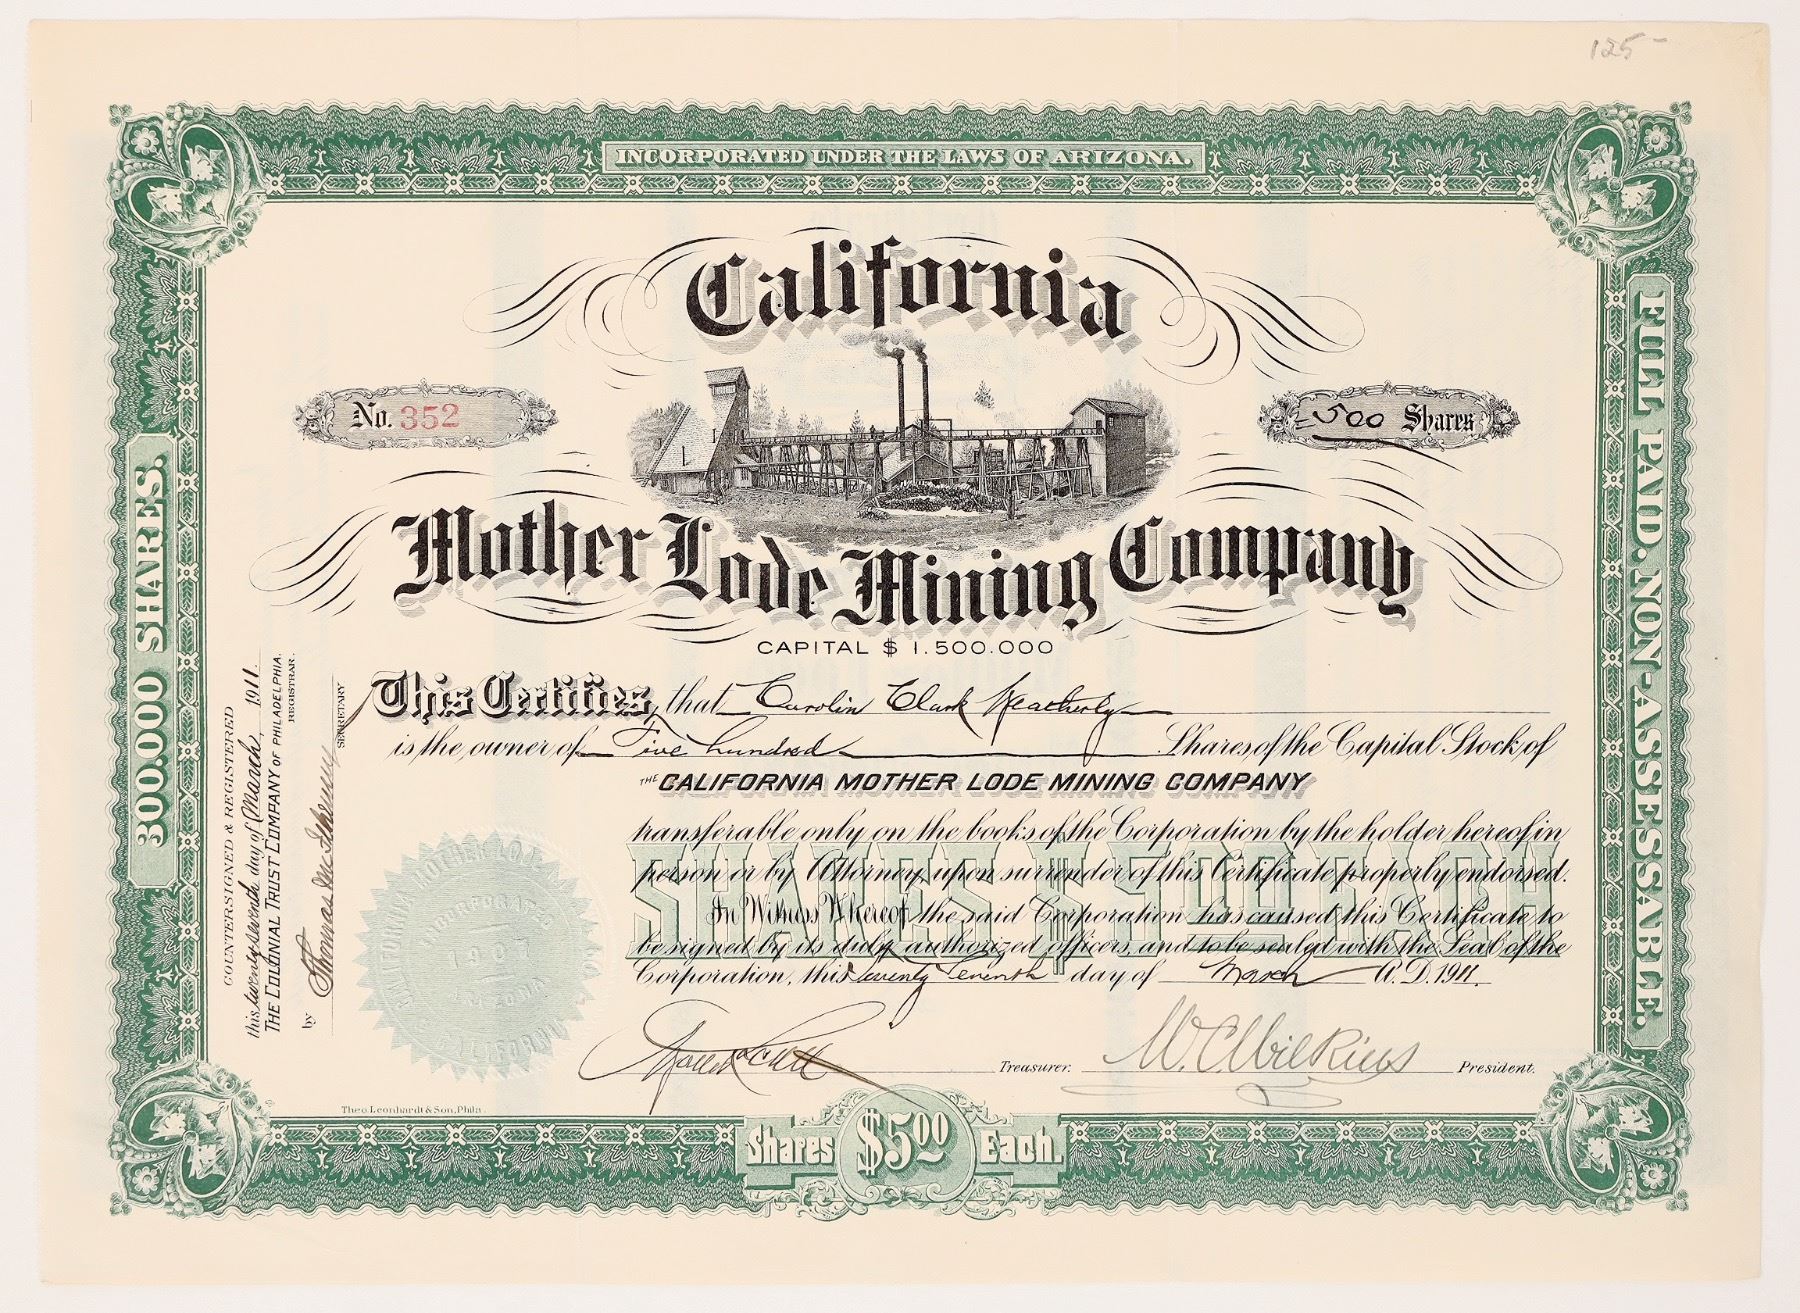 125-
INCORPORATED UNDER THE LAWS OF ARIZONA.
300.000 SHARES.
FULL PAID. NON-ASSESSABLE.
California
No. 352
500 Shares
Mother Lode Mining Company
CAPITAL $ 1.500.000
This Certifies, that Carolin Clark Weatherly
is the owner of Five hundred Shares of the Capital Stock of
THE CALIFORNIA MOTHER LODE MINING COMPANY
transferable only on the books of the Corporation by the holder hereof in
person or by Attorney upon surrender of this Certificate properly endorsed.
In Witness Whereof the said Corporation has caused this Certificate to
be signed by its duly authorized officers, and to be sealed with the Seal of the
Corporation, this twenty seventh day of March A.D. 1911.
SHARES $5.00 EACH
Treasurer.
W.C. Wilkins President.
COUNTERSIGNED & REGISTERED
this twenty-seventh day of March, 1911.
THE COLONIAL TRUST COMPANY OF PHILADELPHIA.
REGISTRAR.
by Thomas
SECRETARY
CALIFORNIA MOTHER LODE
INCORPORATED
1907
ARIZONA
CALIFORNIA
Theo. Leonhardt & Son, Phila.
Shares $5.00 Each.